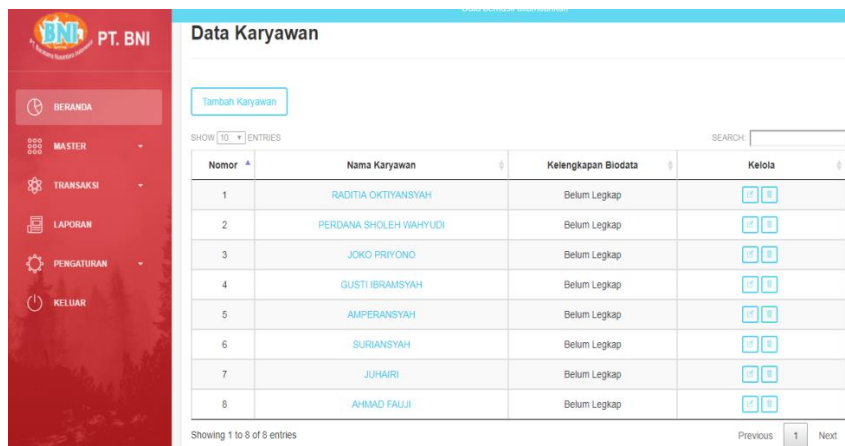 BNI
PT. BNI
BERANDA
MASTER
TRANSAKSI
LAPORAN
PENGATURAN
KELUAR
Data Karyawan
Tambah Karyawan
SHOW 10 ENTRIES
SEARCH:
Nomor Nama Karyawan Kelengkapan Biodata Kelola
1 RADITIA OKTIYANSYAH Belum Legkap
2 PERDANA SHOLEH WAHYUDI Belum Legkap
3 JOKO PRIYONO Belum Legkap
4 GUSTI IBRAMSYAH Belum Legkap
5 AMPERANSYAH Belum Legkap
6 SURIANSYAH Belum Legkap
7 JUHAIRI Belum Legkap
8 AHMAD FAUJI Belum Legkap
Showing 1 to 8 of 8 entries
Previous 1 Next